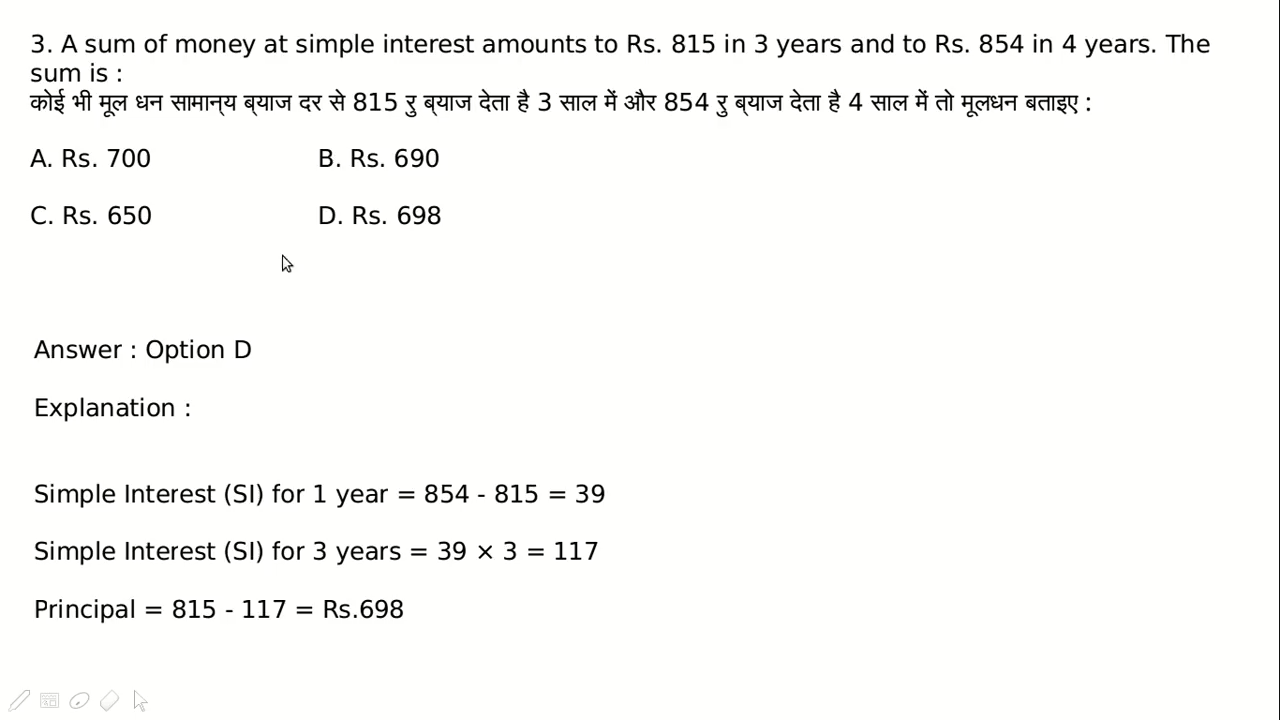 3. A sum of money at simple interest amounts to Rs. 815 in 3 years and to Rs. 854 in 4 years. The
sum is :
कोई भी मूल धन सामान्य ब्याज दर से 815 रु ब्याज देता है 3 साल में और 854 रु ब्याज देता है 4 साल में तो मूलधन बताइए :
A. Rs. 700 B. Rs. 690
C. Rs. 650 D. Rs. 698
Answer : Option D
Explanation :
Simple Interest (SI) for 1 year = 854 - 815 = 39
Simple Interest (SI) for 3 years = 39 × 3 = 117
Principal = 815 - 117 = Rs.698